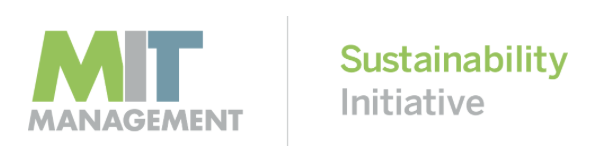 MIT
MANAGEMENT
Sustainability
Initiative